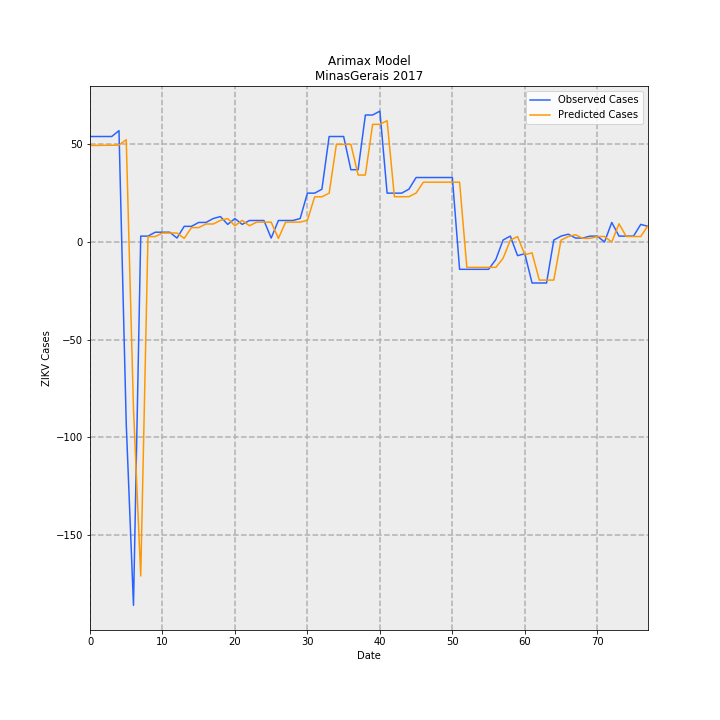 Arimax Model
MinasGerais 2017
Observed Cases
Predicted Cases
50
0
−50
−100
−150
ZIKV Cases
0 10 20 30 40 50 60 70
Date